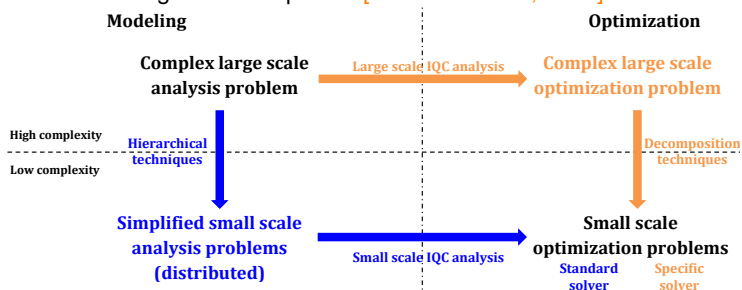 Modeling
Optimization
Complex large scale
analysis problem
Large scale IQC analysis
Complex large scale
optimization problem
High complexity
Low complexity
Hierarchical
techniques
Decomposition
techniques
Simplified small scale
analysis problems
(distributed)
Small scale IQC analysis
Small scale
optimization problems
Standard
solver
Specific
solver